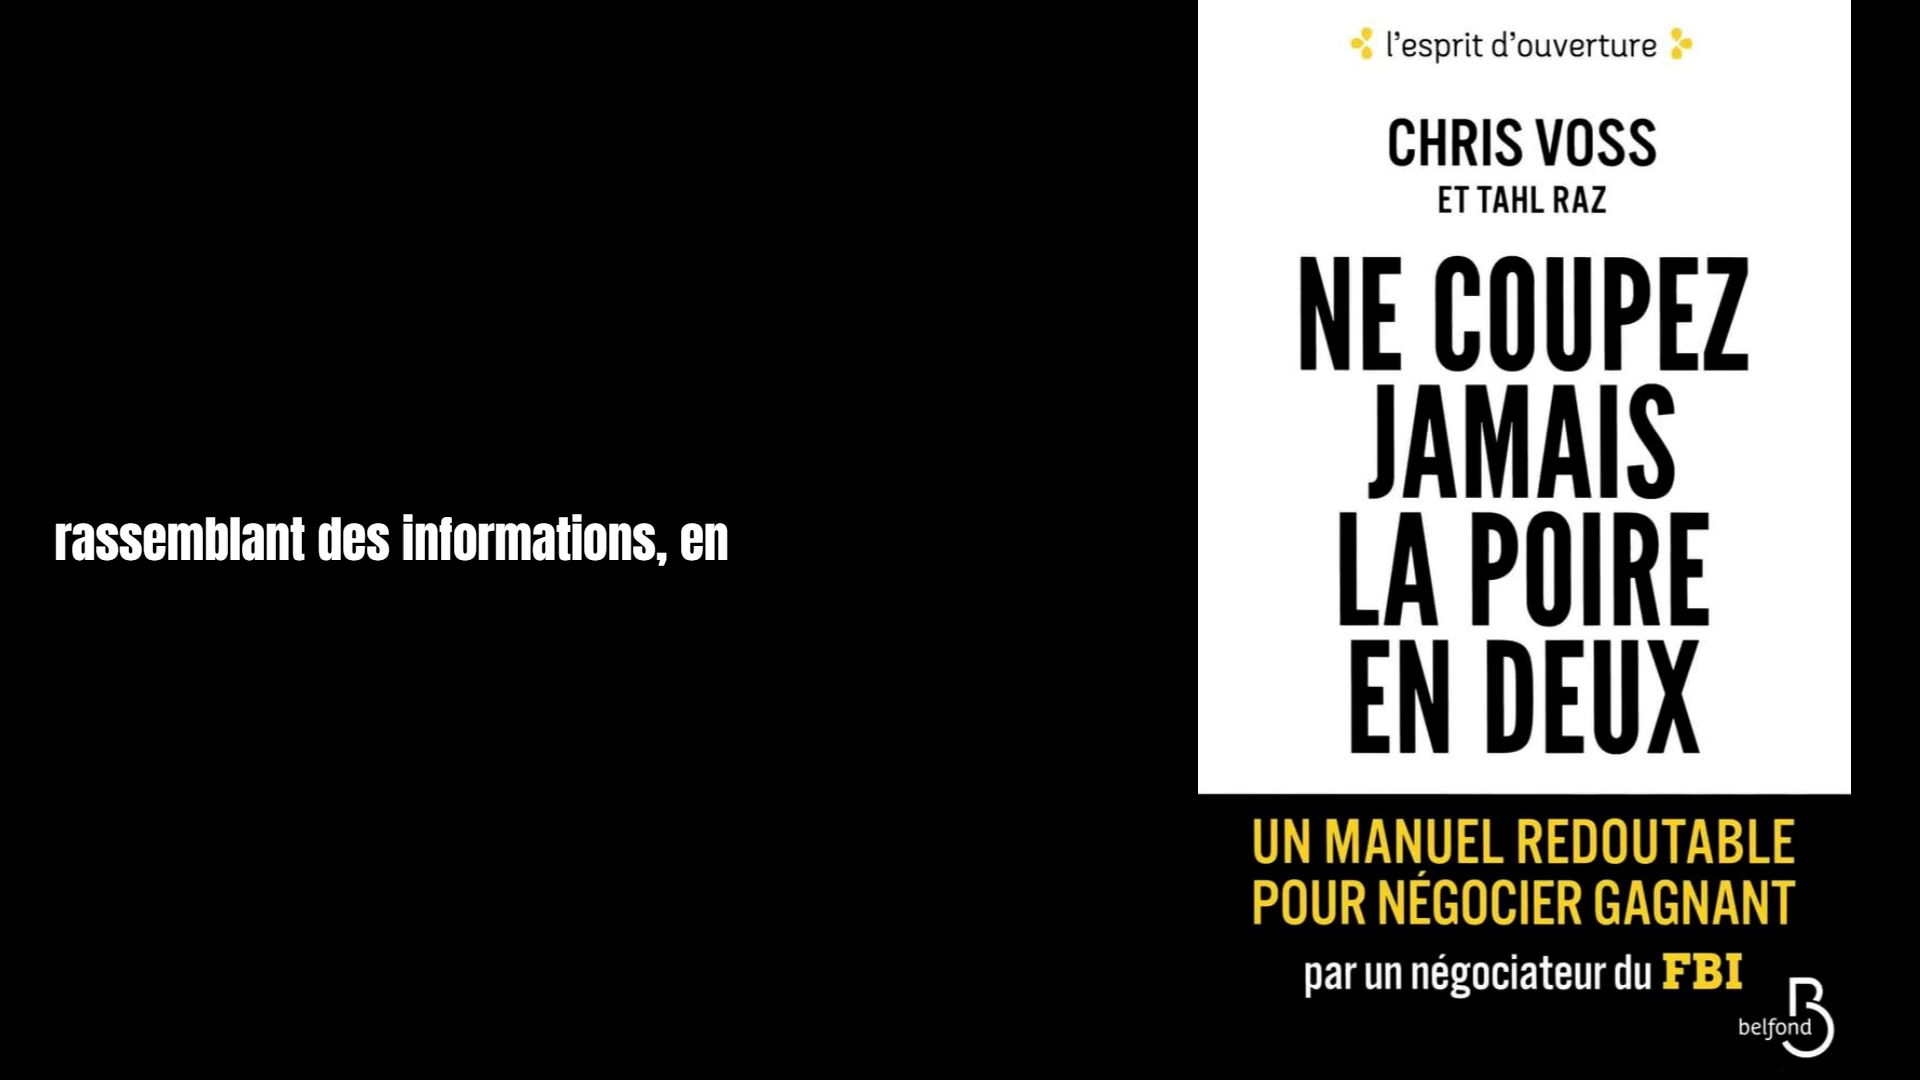 rassemblant des informations, en
l'esprit d'ouverture
CHRIS VOSS
ET TAHL RAZ
NE COUPEZ
JAMAIS
LA POIRE
EN DEUX
UN MANUEL REDOUTABLE
POUR NÉGOCIER GAGNANT
par un négociateur du FBI
belfond